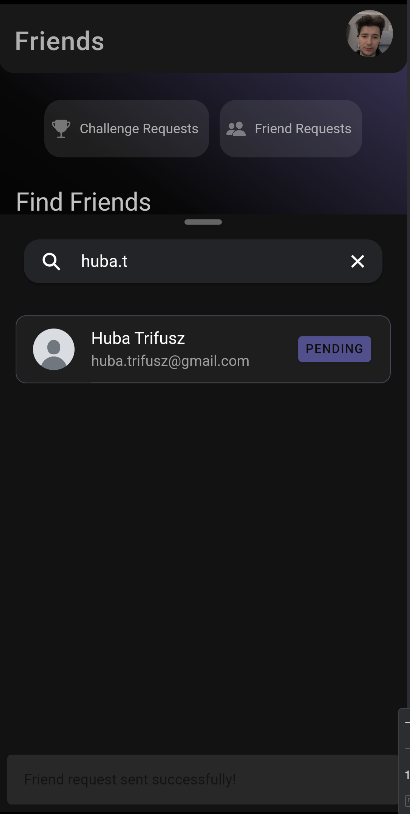 Friends
Challenge Requests
Friend Requests
Find Friends
huba.t
Huba Trifusz
huba.trifusz@gmail.com
PENDING
Friend request sent successfully!
1